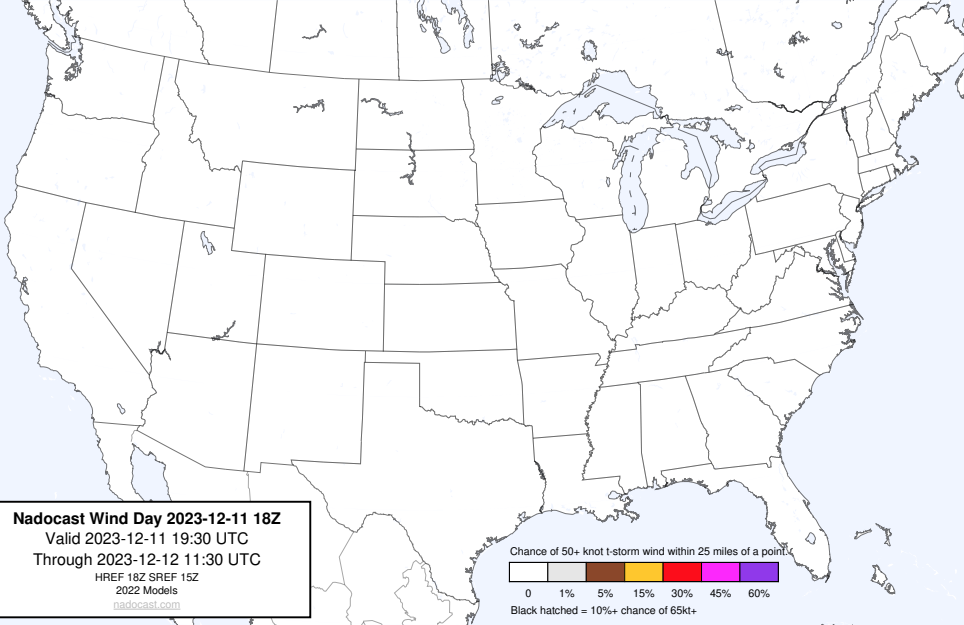 Nadocast Wind Day 2023-12-11 18Z
Valid 2023-12-11 19:30 UTC
Through 2023-12-12 11:30 UTC
HREF 18Z SREF 15Z
2022 Models
nadocast.com
Chance of 50+ knot t-storm wind within 25 miles of a point.
0 1% 5% 15% 30% 45% 60%
Black hatched = 10%+ chance of 65kt+